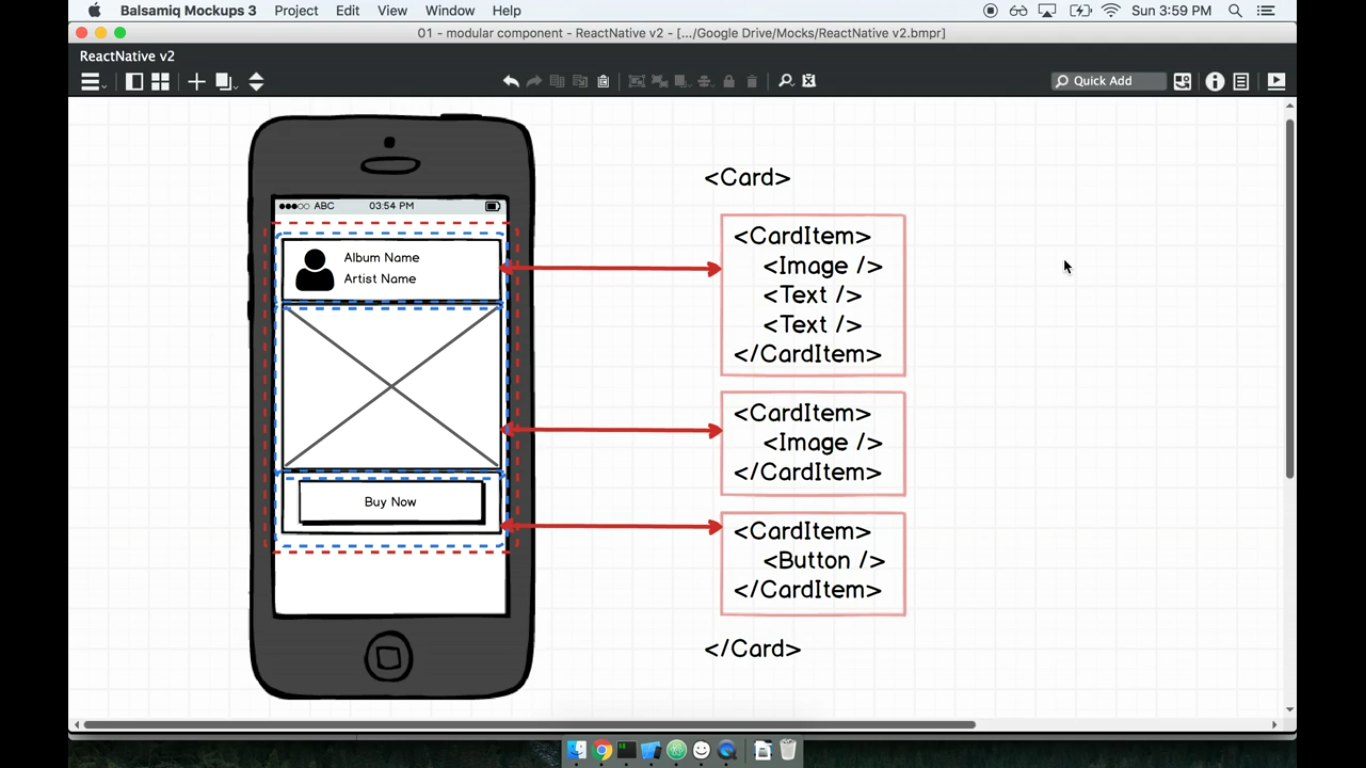 Balsamiq Mockups 3 Project Edit View Window Help Sun 3:59 PM
01 - modular component - ReactNative v2 - [.../Google Drive/Mocks/ReactNative v2.bmpr]
ReactNative v2
Quick Add
ABC 03:54 PM
Album Name
Artist Name
Buy Now
<Card>
<CardItem>
<Image />
<Text />
<Text />
</CardItem>
<CardItem>
<Image />
</CardItem>
<CardItem>
<Button />
</CardItem>
</Card>